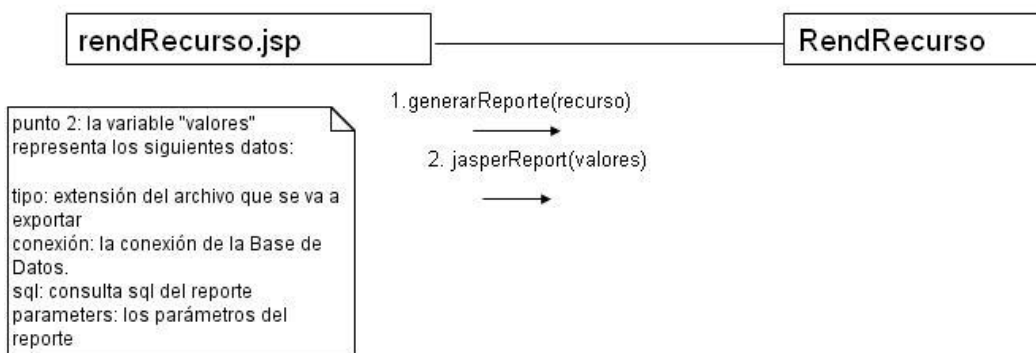 rendRecurso.jsp
RendRecurso
1.generarReporte(recurso)
2. jasperReport(valores)
punto 2: la variable "valores"
representa los siguientes datos:
tipo: extensión del archivo que se va a
exportar
conexión: la conexión de la Base de
Datos.
sql: consulta sql del reporte
parameters: los parámetros del
reporte